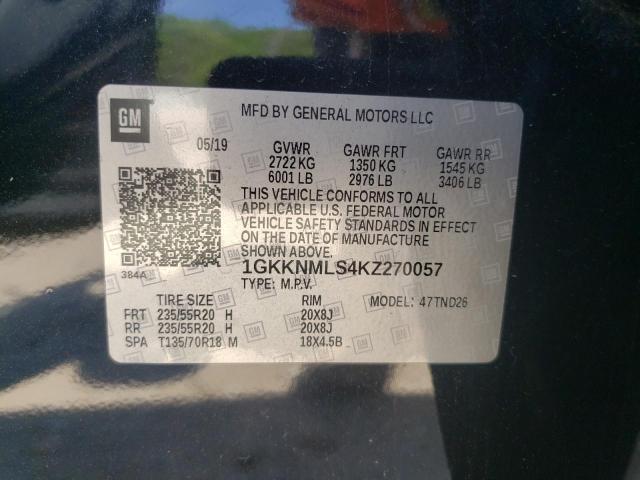 GM
MFD BY GENERAL MOTORS LLC
05/19 GVWR GAWR FRT GAWR RR
2722 KG 1350 KG 1545 KG
6001 LB 2976 LB 3406 LB
THIS VEHICLE CONFORMS TO ALL
APPLICABLE U.S. FEDERAL MOTOR
VEHICLE SAFETY STANDARDS IN EFFECT
ON THE DATE OF MANUFACTURE
SHOWN ABOVE.
384A 1GKKNMLS4KZ270057
TYPE: M.P.V.
TIRE SIZE RIM MODEL: 47TND26
FRT 235/55R20 H 20X8J
RR 235/55R20 H 20X8J
SPA T135/70R18 M 18X4.5B